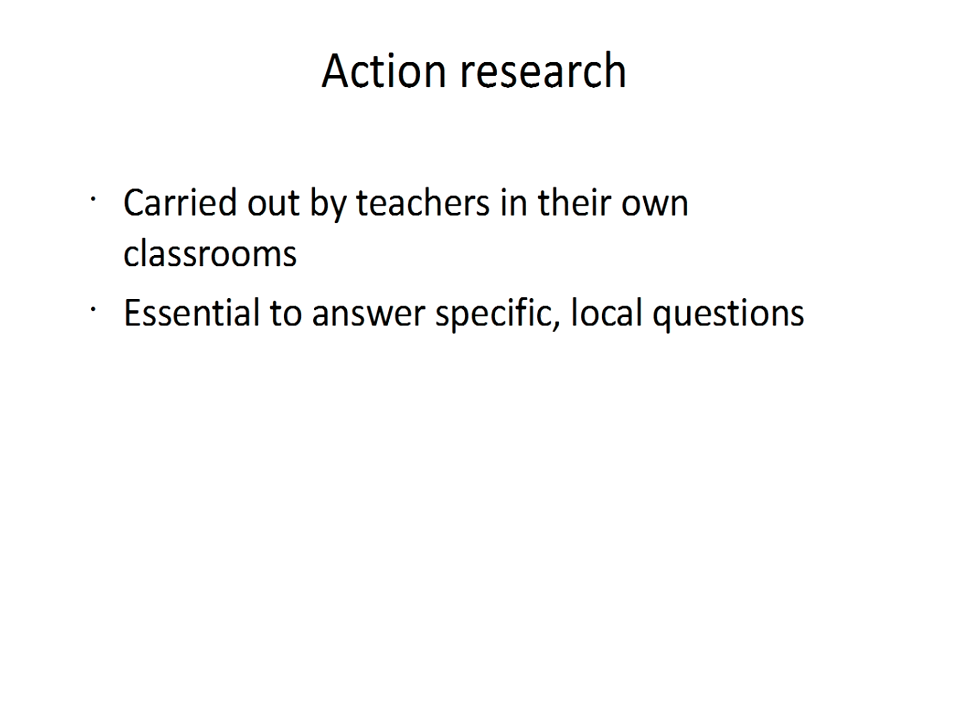 Action research
· Carried out by teachers in their own
classrooms
· Essential to answer specific, local questions